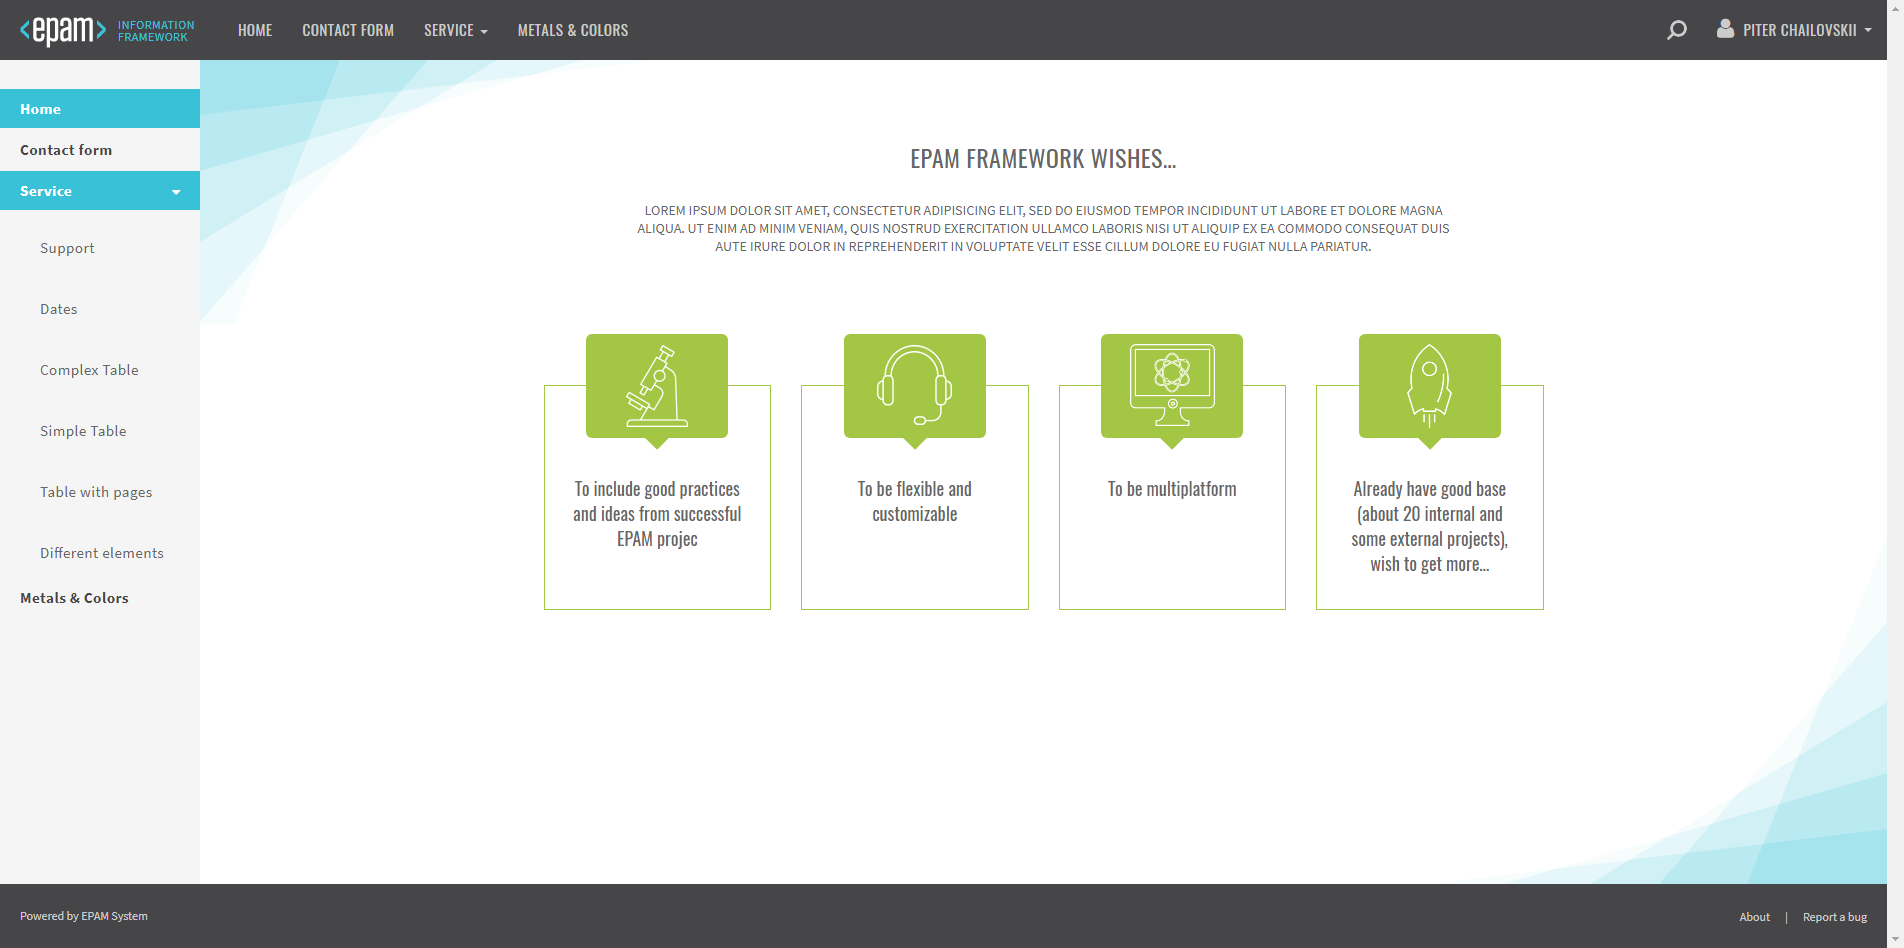 <epam> INFORMATION
FRAMEWORK
HOME CONTACT FORM SERVICE METALS & COLORS
PITER CHAILOVSKII
Home
Contact form
Service
Support
Dates
Complex Table
Simple Table
Table with pages
Different elements
Metals & Colors
EPAM FRAMEWORK WISHES...
LOREM IPSUM DOLOR SIT AMET, CONSECTETUR ADIPISICING ELIT, SED DO EIUSMOD TEMPOR INCIDIDUNT UT LABORE ET DOLORE MAGNA
ALIQUA. UT ENIM AD MINIM VENIAM, QUIS NOSTRUD EXERCITATION ULLAMCO LABORIS NISI UT ALIQUIP EX EA COMMODO CONSEQUAT DUIS
AUTE IRURE DOLOR IN REPREHENDERIT IN VOLUPTATE VELIT ESSE CILLUM DOLORE EU FUGIAT NULLA PARIATUR.
To include good practices
and ideas from successful
EPAM projec
To be flexible and
customizable
To be multiplatform
Already have good base
(about 20 internal and
some external projects),
wish to get more...
Powered by EPAM System
About | Report a bug